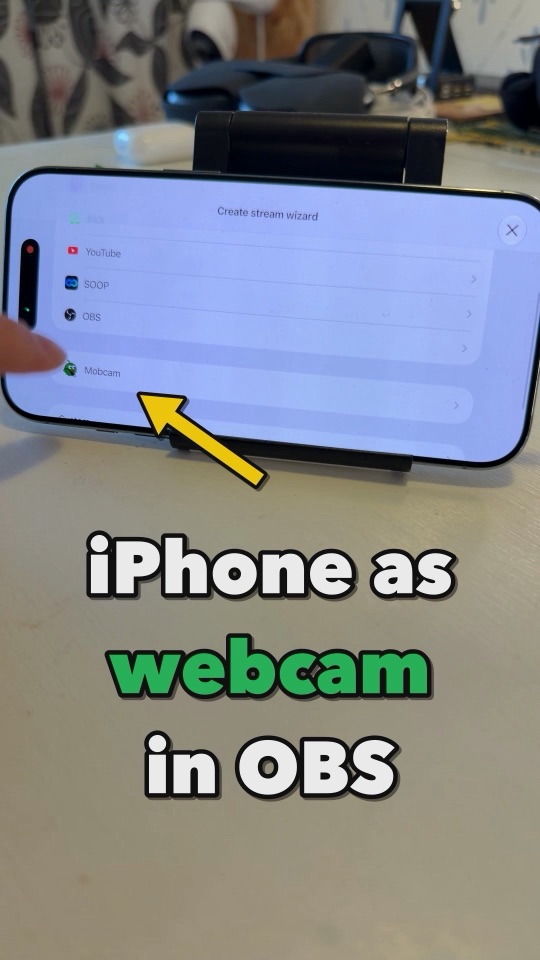 Create stream wizard
YouTube
SOOP
OBS
Mobcam
iPhone as
webcam
in OBS